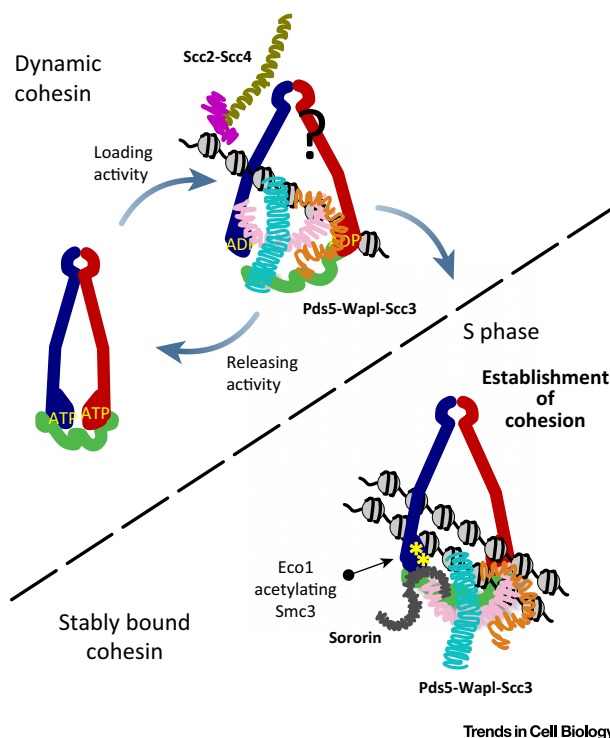 Dynamic
cohesin
Scc2-Scc4
Loading
activity
?
ADP
ADP
Pds5-Wapl-Scc3
Releasing
activity
ATP
ATP
S phase
Establishment
of
cohesion
Eco1
acetylating
Smc3
**
Sororin
Stably bound
cohesin
Pds5-Wapl-Scc3
Trends in Cell Biology